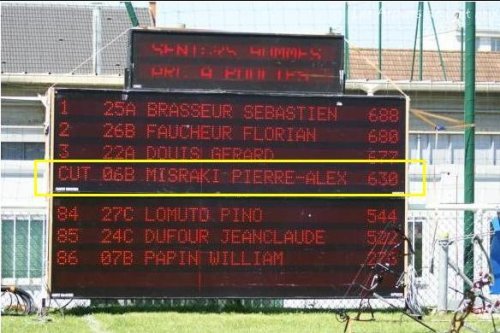 SENIORS HOMMES
ARC A POULIES
1 25A BRASSEUR SEBASTIEN 688
2 26B FAUCHEUR FLORIAN 680
3 22A DOUIS GERARD 677
CUT 06B MISRAKI PIERRE-ALEX 630
84 27C LOMUTO PINO 544
85 24C DUFOUR JEANCLAUDE
86 07B PAPIN WILLIAM